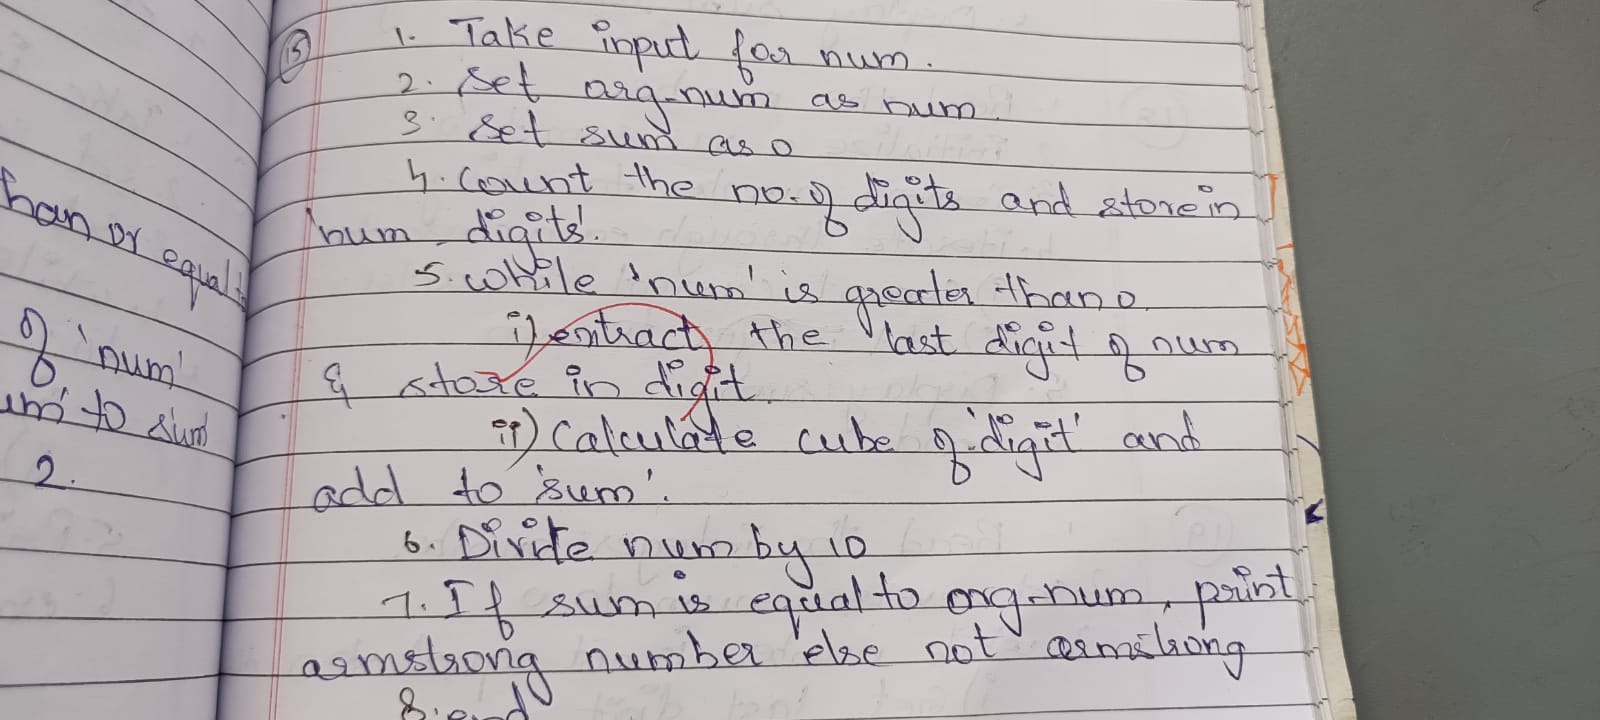 han or equal to
of 'num'
um' to sum
2.
15
1. Take input for num.
2. Set org-num as num.
3. Set sum as 0
4. Count the no. of digits and store in
num_digits'.
5. While 'num' is greater than 0
i) extract the last digit of num
& store in digit.
ii) Calculate cube of 'digit' and
add to 'sum'.
6. Divide num by 10
7. If sum is equal to org-num, print
armstrong number else not armstrong
8. end